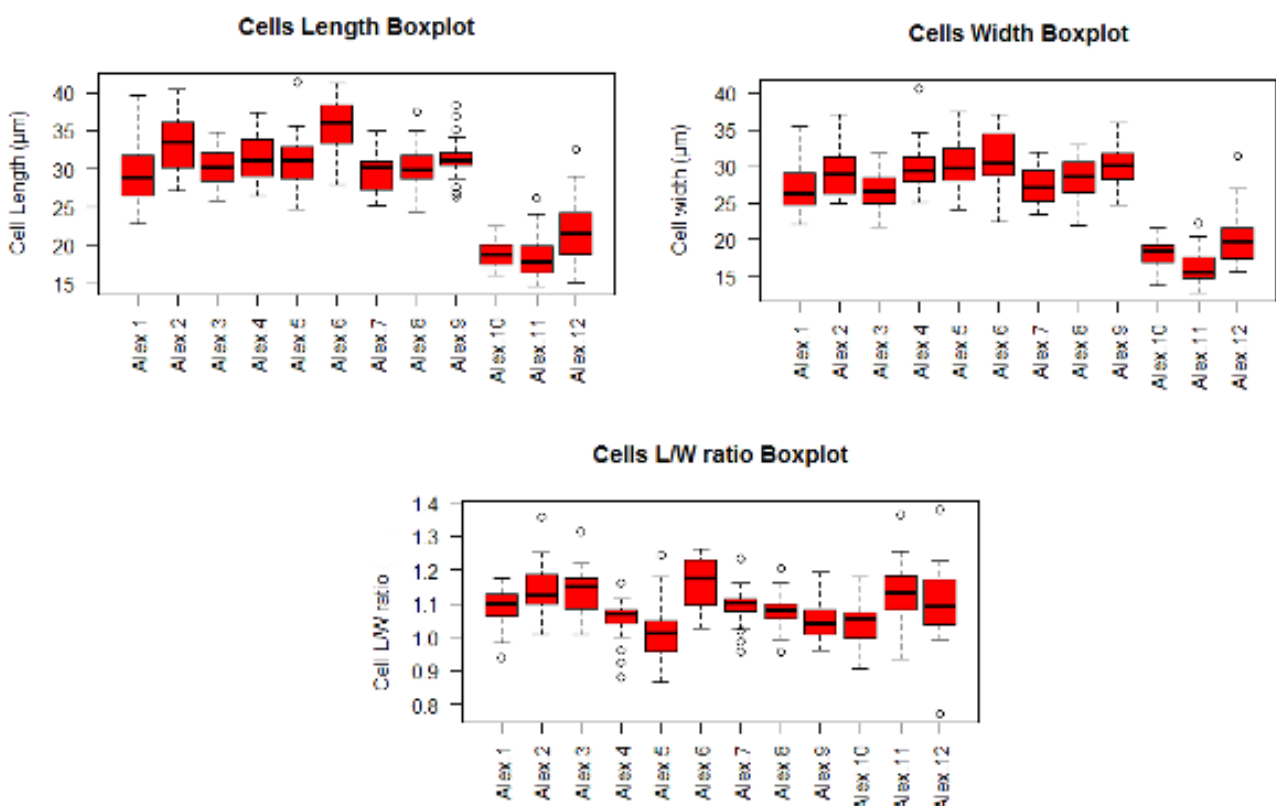 Cells Length Boxplot
Cell Length (µm)
40
35
30
25
20
15
Alex 1
Alex 2
Alex 3
Alex 4
Alex 5
Alex 6
Alex 7
Alex 8
Alex 9
Alex 10
Alex 11
Alex 12
Cells Width Boxplot
Cell width (µm)
40
35
30
25
20
15
Alex 1
Alex 2
Alex 3
Alex 4
Alex 5
Alex 6
Alex 7
Alex 8
Alex 9
Alex 10
Alex 11
Alex 12
Cells L/W ratio Boxplot
Cell L/W ratio
1.4
1.3
1.2
1.1
1.0
0.9
0.8
Alex 1
Alex 2
Alex 3
Alex 4
Alex 5
Alex 6
Alex 7
Alex 8
Alex 9
Alex 10
Alex 11
Alex 12